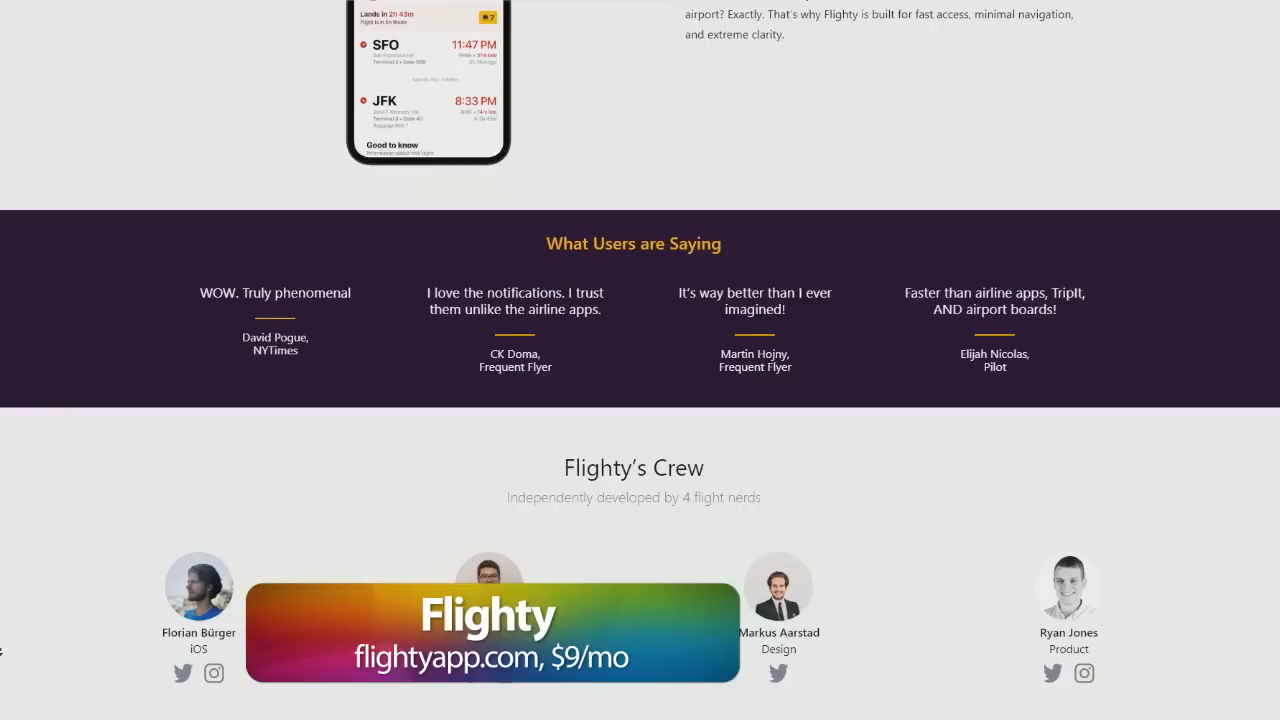 airport? Exactly. That's why Flighty is built for fast access, minimal navigation,
and extreme clarity.
Lands in 2h 43m
7
SFO
11:47 PM
JFK
8:33 PM
Good to know
What Users are Saying
WOW. Truly phenomenal
David Pogue,
NYTimes
I love the notifications. I trust
them unlike the airline apps.
CK Doma,
Frequent Flyer
It's way better than I ever
imagined!
Martin Hojny,
Frequent Flyer
Faster than airline apps, TripIt,
AND airport boards!
Elijah Nicolas,
Pilot
Flighty's Crew
Independently developed by 4 flight nerds
Florian Bürger
iOS
Flighty
flightyapp.com, $9/mo
Markus Aarstad
Design
Ryan Jones
Product